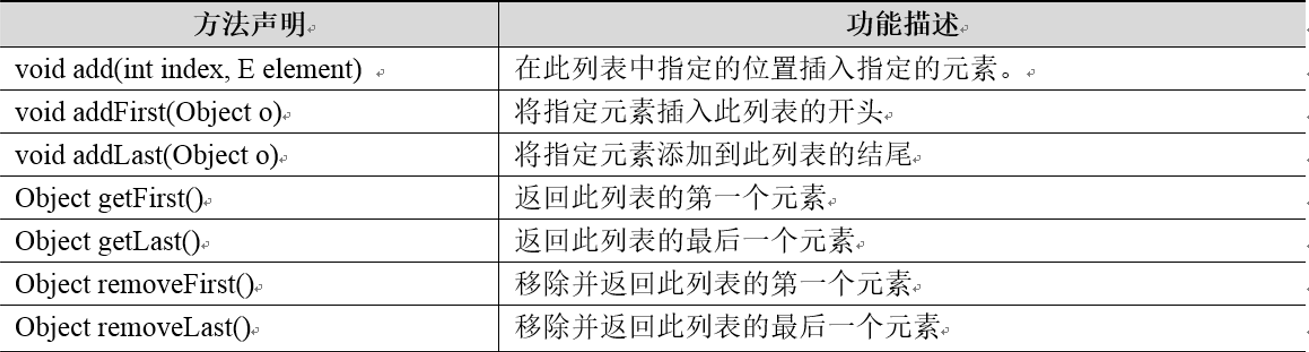 方法声明 功能描述
void add(int index, E element) 在此列表中指定的位置插入指定的元素。
void addFirst(Object o) 将指定元素插入此列表的开头
void addLast(Object o) 将指定元素添加到此列表的结尾
Object getFirst() 返回此列表的第一个元素
Object getLast() 返回此列表的最后一个元素
Object removeFirst() 移除并返回此列表的第一个元素
Object removeLast() 移除并返回此列表的最后一个元素